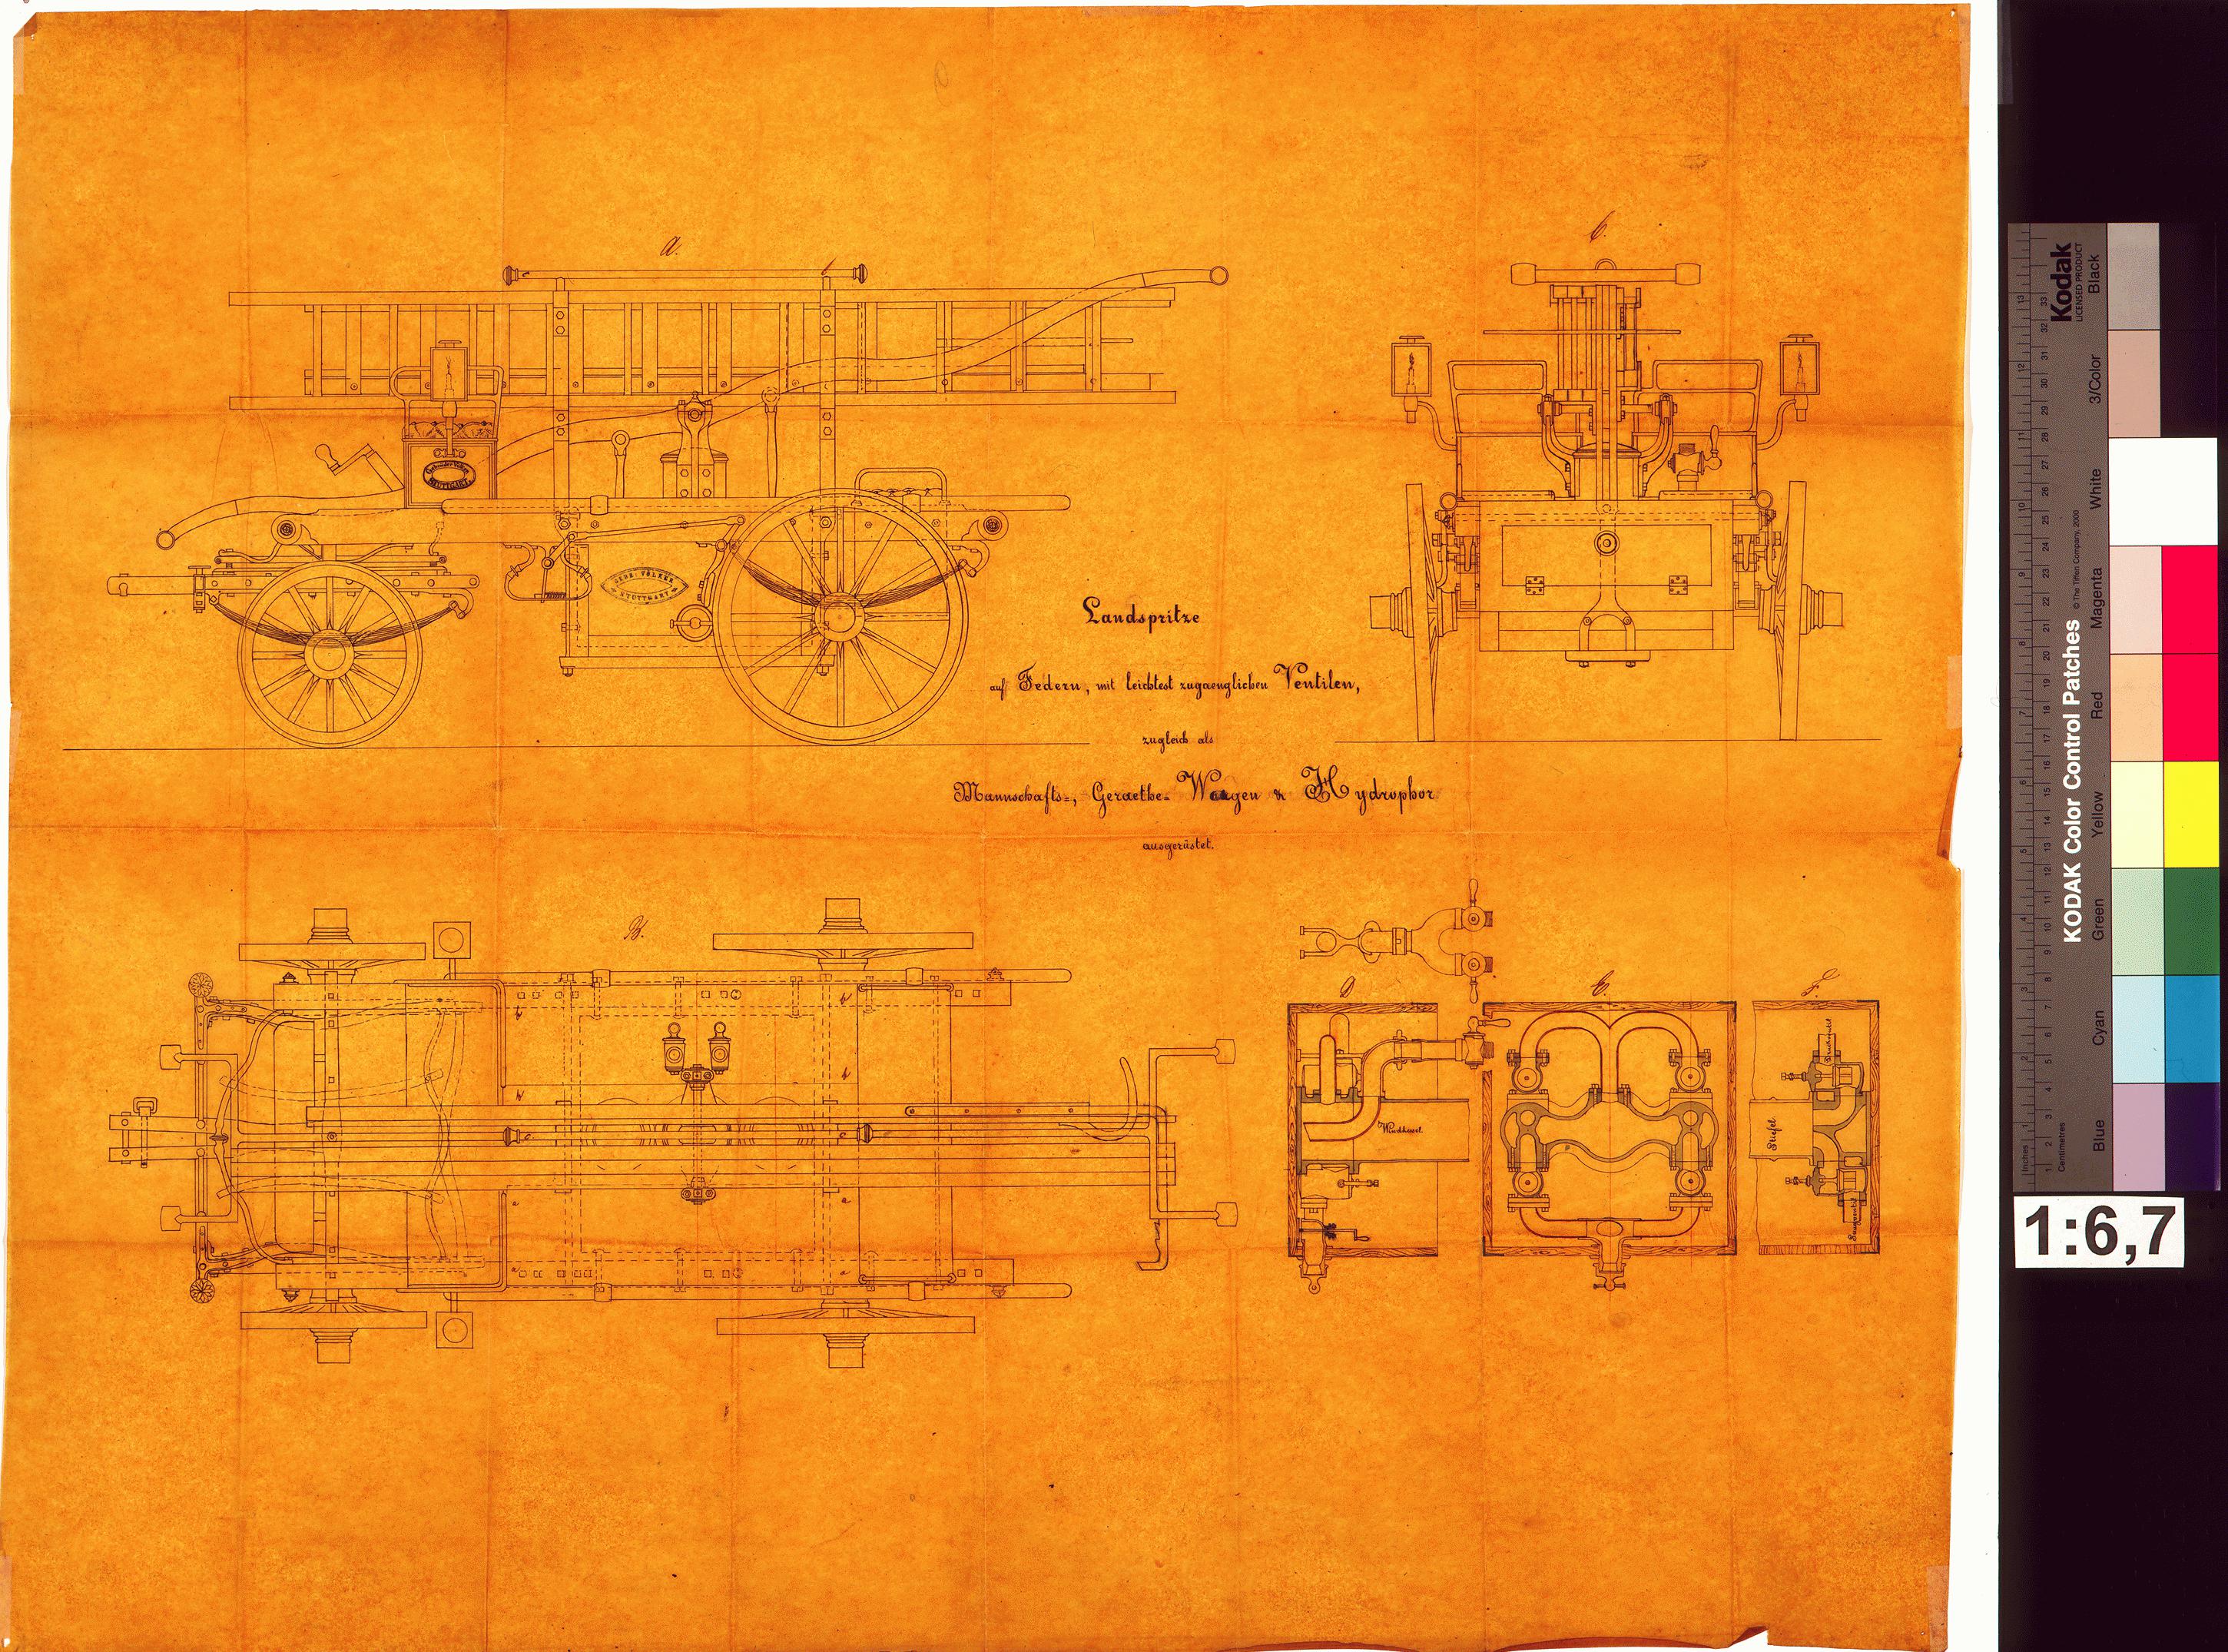 a.
C.
Gebrüder Völker
STUTTGART
GEBR. VÖLKER
STUTTGART
Landspritze
auf Federn, mit leichtest zugaenglichen Ventilen,
zugleich als
Mannschafts-, Geraethe- Wagen & Hydrophor
ausgerüstet.
B.
D.
E.
F.
Windkessel
Stiefel
Druckventil
Saugventil
b
b
b
c
c
a
a
a
Kodak
LICENSED PRODUCT
KODAK Color Control Patches
© The Tiffen Company, 2000
Blue Cyan Green Yellow Red Magenta White 3/Color Black
Inches
Centimetres
1:6,7